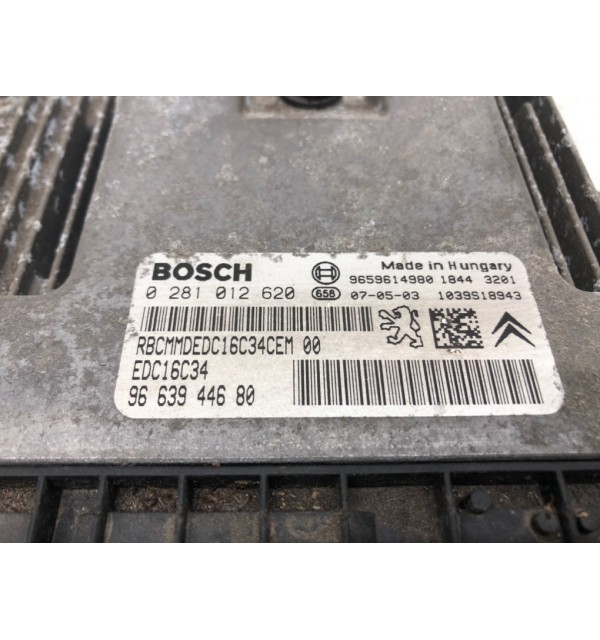 BOSCH
Made in Hungary
9659614980 1844 3201
0 281 012 620
658 07-05-03 1039S18943
RBCMMDEDC16C34CEM 00
EDC16C34
96 639 446 80